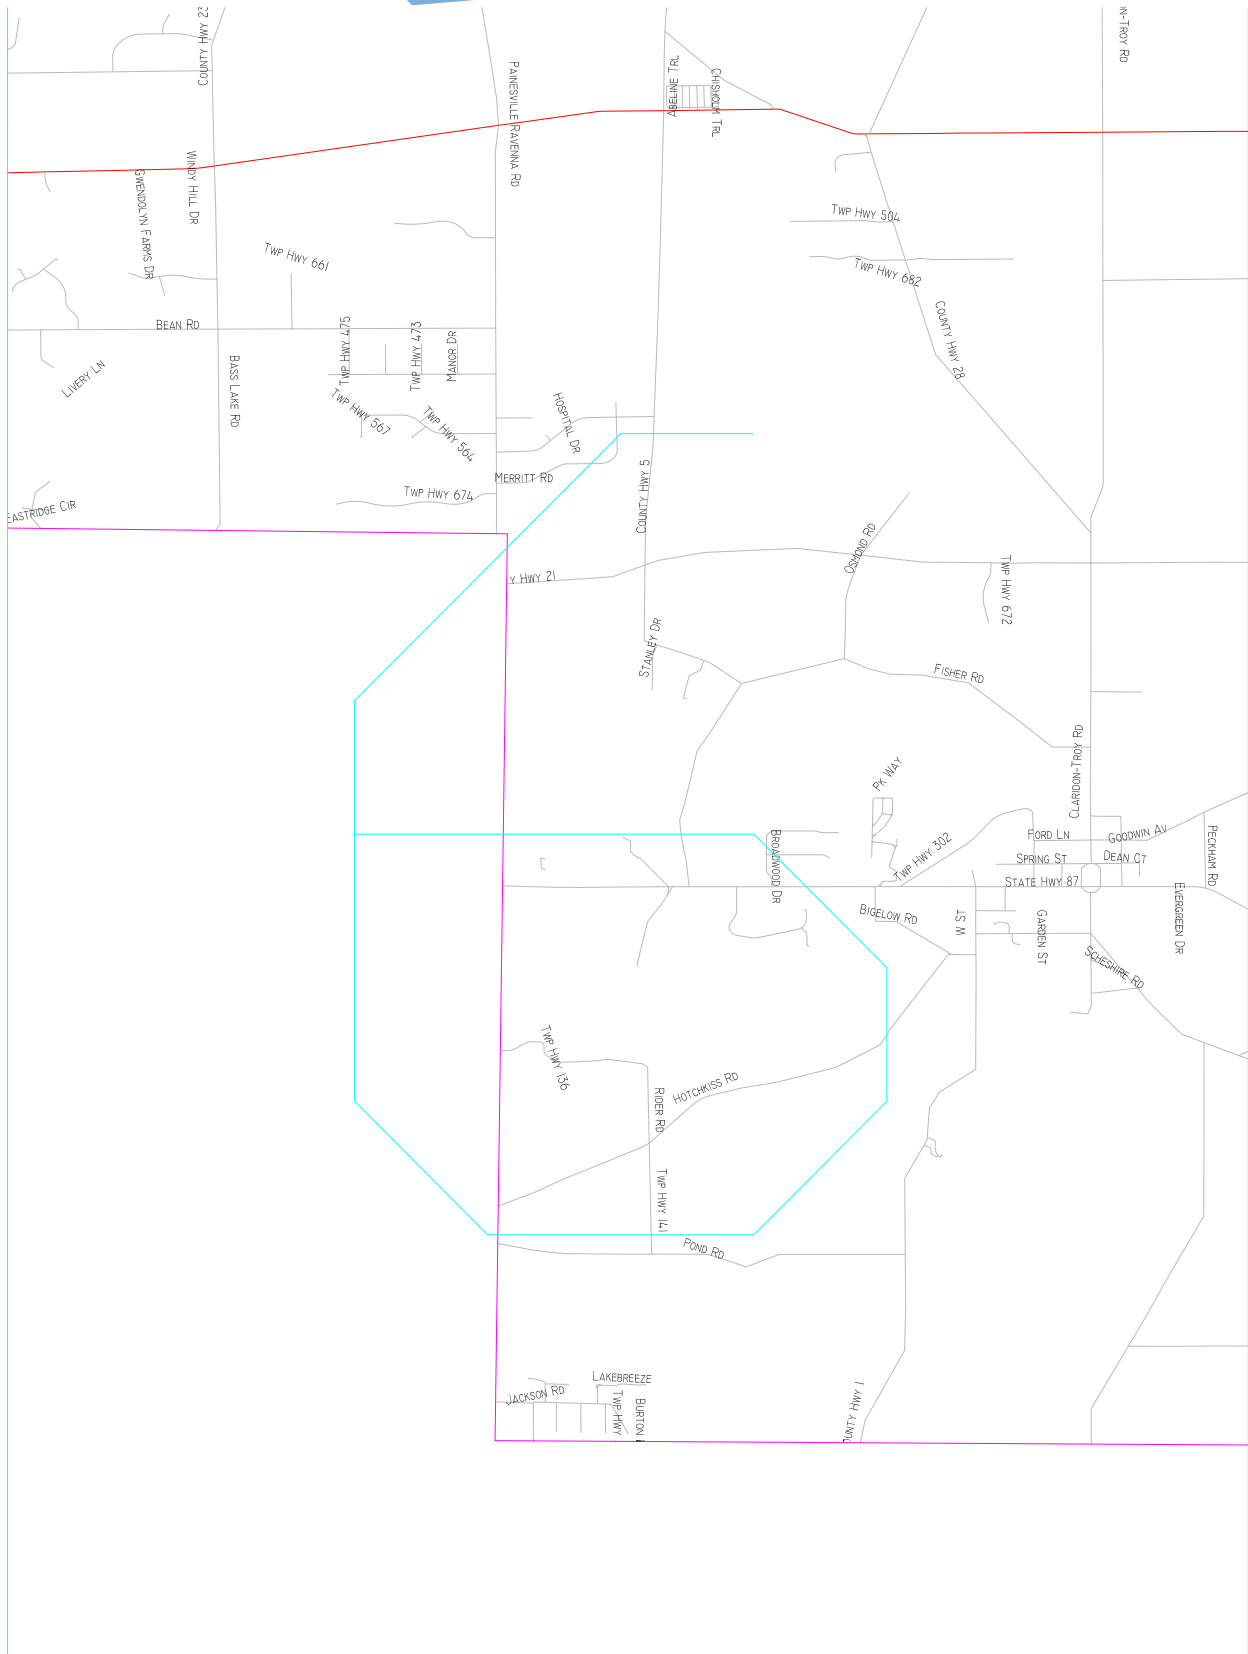 COUNTY HWY 23
N-TROY RD
PAINESVILLE RAVENNA RD
ABELINE TRL
CHISHOLM TRL
WINDY HILL DR
GWENDOLYN FARMS DR
TWP HWY 504
TWP HWY 661
TWP HWY 682
BEAN RD
TWP HWY 475
TWP HWY 473
MANOR DR
COUNTY HWY 28
LIVERY LN
BASS LAKE RD
TWP HWY 567
TWP HWY 564
HOSPITAL DR
MERRITT RD
COUNTY HWY 5
TWP HWY 674
EASTRIDGE CIR
OSMOND RD
Y HWY 21
TWP HWY 672
STANLEY DR
FISHER RD
CLARIDON-TROY RD
PK WAY
BROADWOOD DR
TWP HWY 302
FORD LN
GOODWIN AV
PECKHAM RD
SPRING ST
DEAN CT
STATE HWY 87
BIGELOW RD
W ST
GARDEN ST
EVERGREEN DR
SCHESHIRE RD
TWP HWY 136
RIDER RD
HOTCHKISS RD
TWP HWY 141
POND RD
LAKEBREEZE
JACKSON RD
TWP HWY
BURTON
OUNTY HWY 1